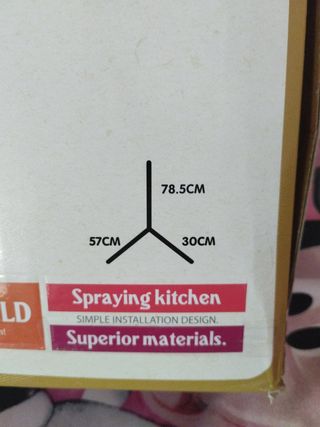 78.5CM
57CM
30CM
LD
Spraying kitchen
SIMPLE INSTALLATION DESIGN.
Superior materials.